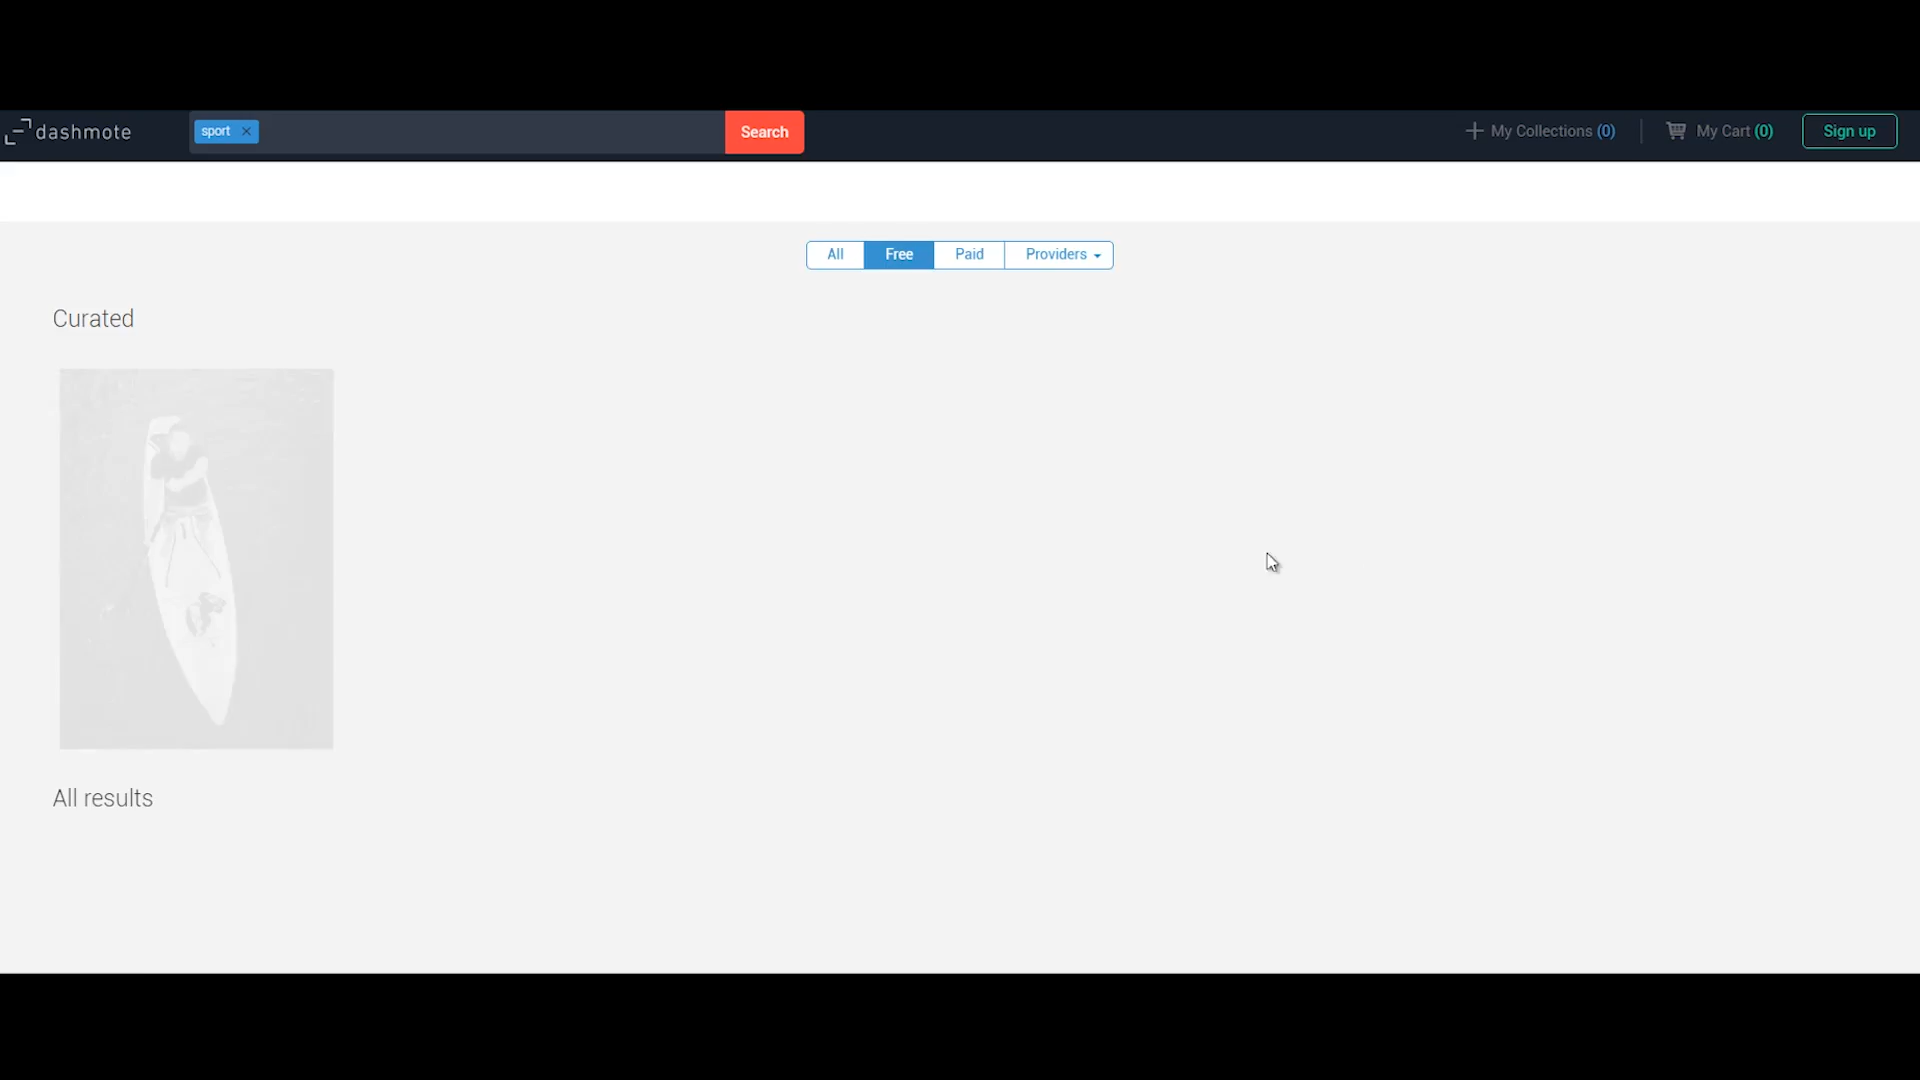 dashmote
sport
Search
My Collections (0)
My Cart (0)
Sign up
All
Free
Paid
Providers
Curated
All results